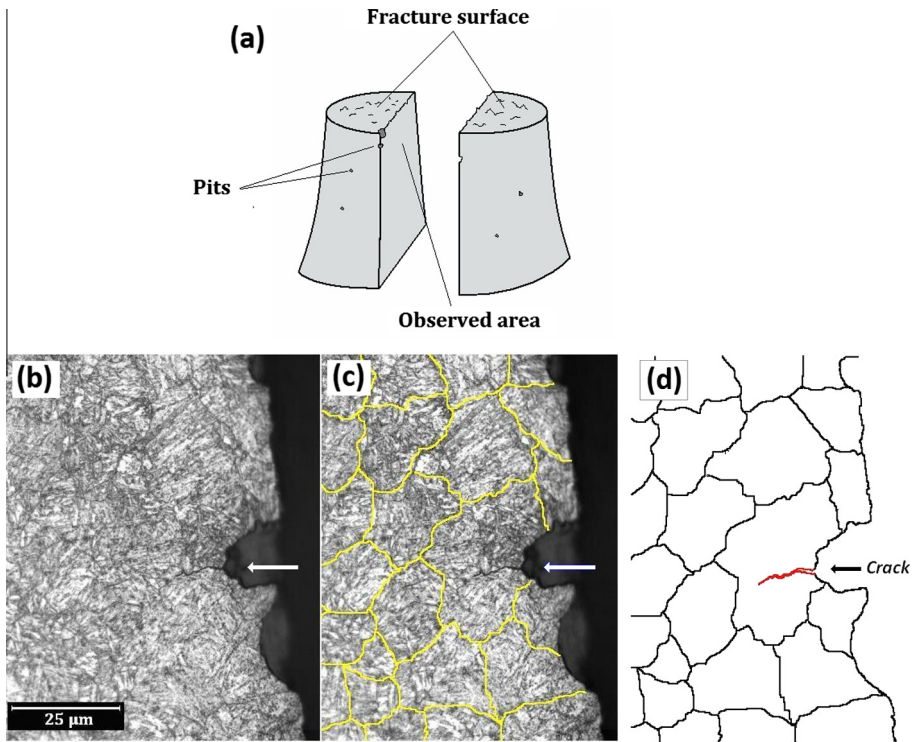 Fracture surface
(a)
Pits
Observed area
(b)
(c)
(d)
Crack
25 µm